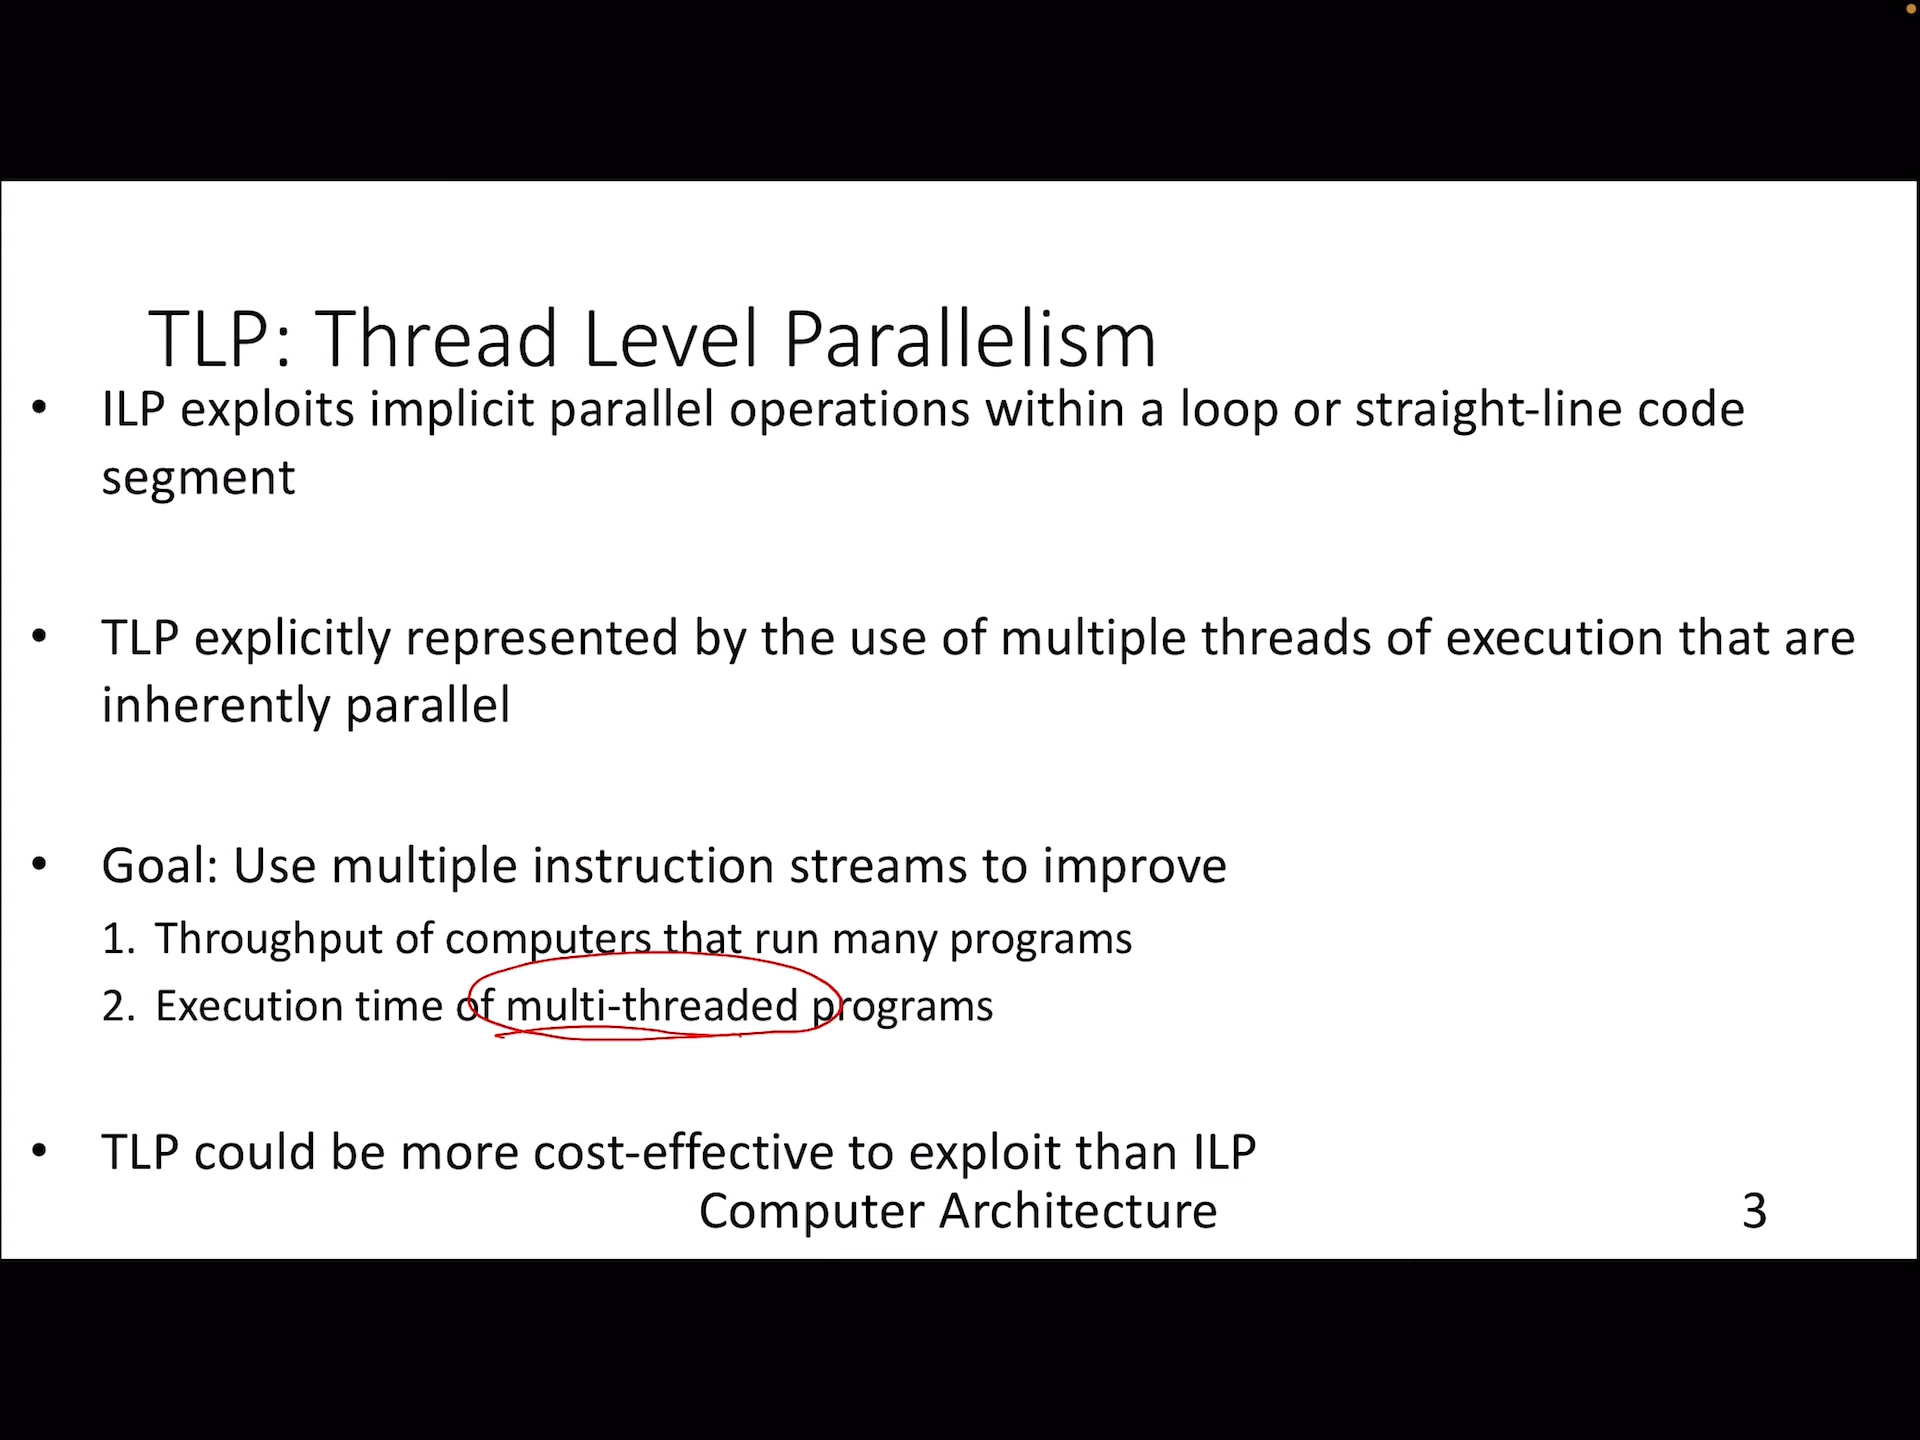 TLP: Thread Level Parallelism
• ILP exploits implicit parallel operations within a loop or straight-line code
segment
• TLP explicitly represented by the use of multiple threads of execution that are
inherently parallel
• Goal: Use multiple instruction streams to improve
1. Throughput of computers that run many programs
2. Execution time of multi-threaded programs
• TLP could be more cost-effective to exploit than ILP
Computer Architecture
3